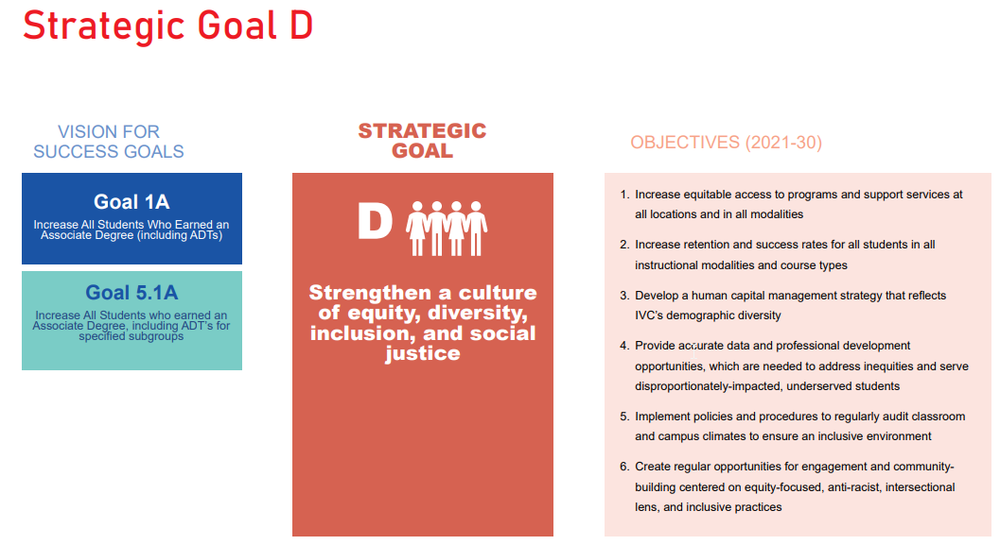 Strategic Goal D
VISION FOR
SUCCESS GOALS
Goal 1A
Increase All Students Who Earned an
Associate Degree (including ADTs)
Goal 5.1A
Increase All Students who earned an
Associate Degree, including ADT's for
specified subgroups
STRATEGIC
GOAL
D
Strengthen a culture
of equity, diversity,
inclusion, and social
justice
OBJECTIVES (2021-30)
1. Increase equitable access to programs and support services at
all locations and in all modalities
2. Increase retention and success rates for all students in all
instructional modalities and course types
3. Develop a human capital management strategy that reflects
IVC's demographic diversity
4. Provide accurate data and professional development
opportunities, which are needed to address inequities and serve
disproportionately-impacted, underserved students
5. Implement policies and procedures to regularly audit classroom
and campus climates to ensure an inclusive environment
6. Create regular opportunities for engagement and community-
building centered on equity-focused, anti-racist, intersectional
lens, and inclusive practices